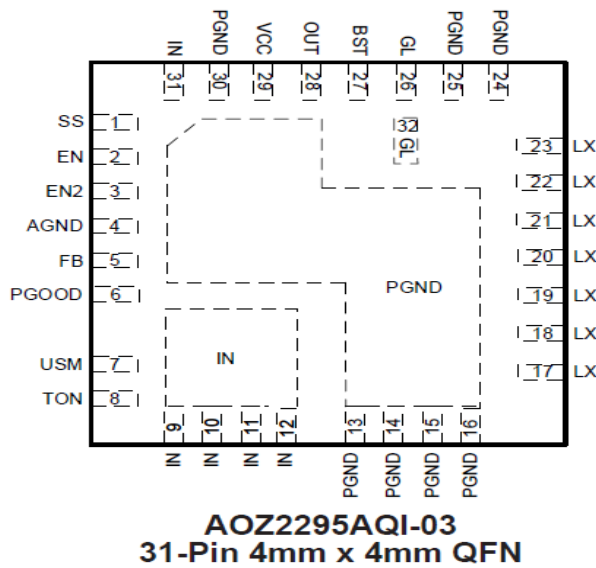 IN PGND VCC OUT BST GL PGND PGND
31 30 29 28 27 26 25 24
SS 1
EN 2
EN2 3
AGND 4
FB 5
PGOOD 6
USM 7
TON 8
32
GL
23 LX
22 LX
21 LX
20 LX
19 LX
18 LX
17 LX
PGND
IN
9 10 11 12 13 14 15 16
IN IN IN IN PGND PGND PGND PGND
AOZ2295AQI-03
31-Pin 4mm x 4mm QFN